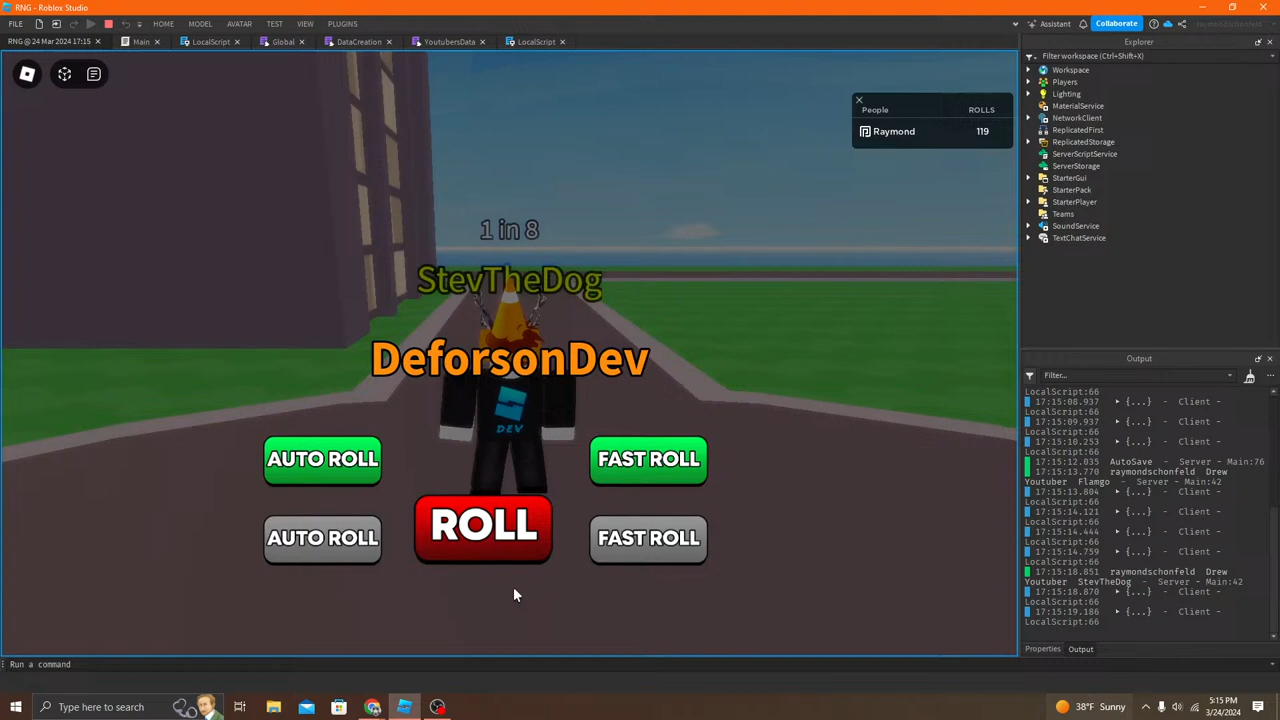 RNG - Roblox Studio
FILE HOME MODEL AVATAR TEST VIEW PLUGINS Assistant Collaborate raymondschonfeld
RNG @ 24 Mar 2024 17:15 Main LocalScript Global DataCreation YoutubersData LocalScript
People ROLLS
Raymond 119
1 in 8
StevTheDog
DeforsonDev
DEV
AUTO ROLL FAST ROLL
ROLL
AUTO ROLL FAST ROLL
Explorer
Filter workspace (Ctrl+Shift+X)
Workspace
Players
Lighting
MaterialService
NetworkClient
ReplicatedFirst
ReplicatedStorage
ServerScriptService
ServerStorage
StarterGui
StarterPack
StarterPlayer
Teams
SoundService
TextChatService
Output
Filter...
LocalScript:66
17:15:08.937 ▶ {...} - Client -
LocalScript:66
17:15:09.937 ▶ {...} - Client -
LocalScript:66
17:15:10.253 ▶ {...} - Client -
LocalScript:66
17:15:12.035 AutoSave - Server - Main:76
17:15:13.770 raymondschonfeld Drew
Youtuber Flamgo - Server - Main:42
17:15:13.804 ▶ {...} - Client -
LocalScript:66
17:15:14.121 ▶ {...} - Client -
LocalScript:66
17:15:14.444 ▶ {...} - Client -
LocalScript:66
17:15:14.759 ▶ {...} - Client -
LocalScript:66
17:15:18.851 raymondschonfeld Drew
Youtuber StevTheDog - Server - Main:42
17:15:18.870 ▶ {...} - Client -
LocalScript:66
17:15:19.186 ▶ {...} - Client -
LocalScript:66
Properties Output
Run a command
Type here to search
38°F Sunny
5:15 PM
3/24/2024